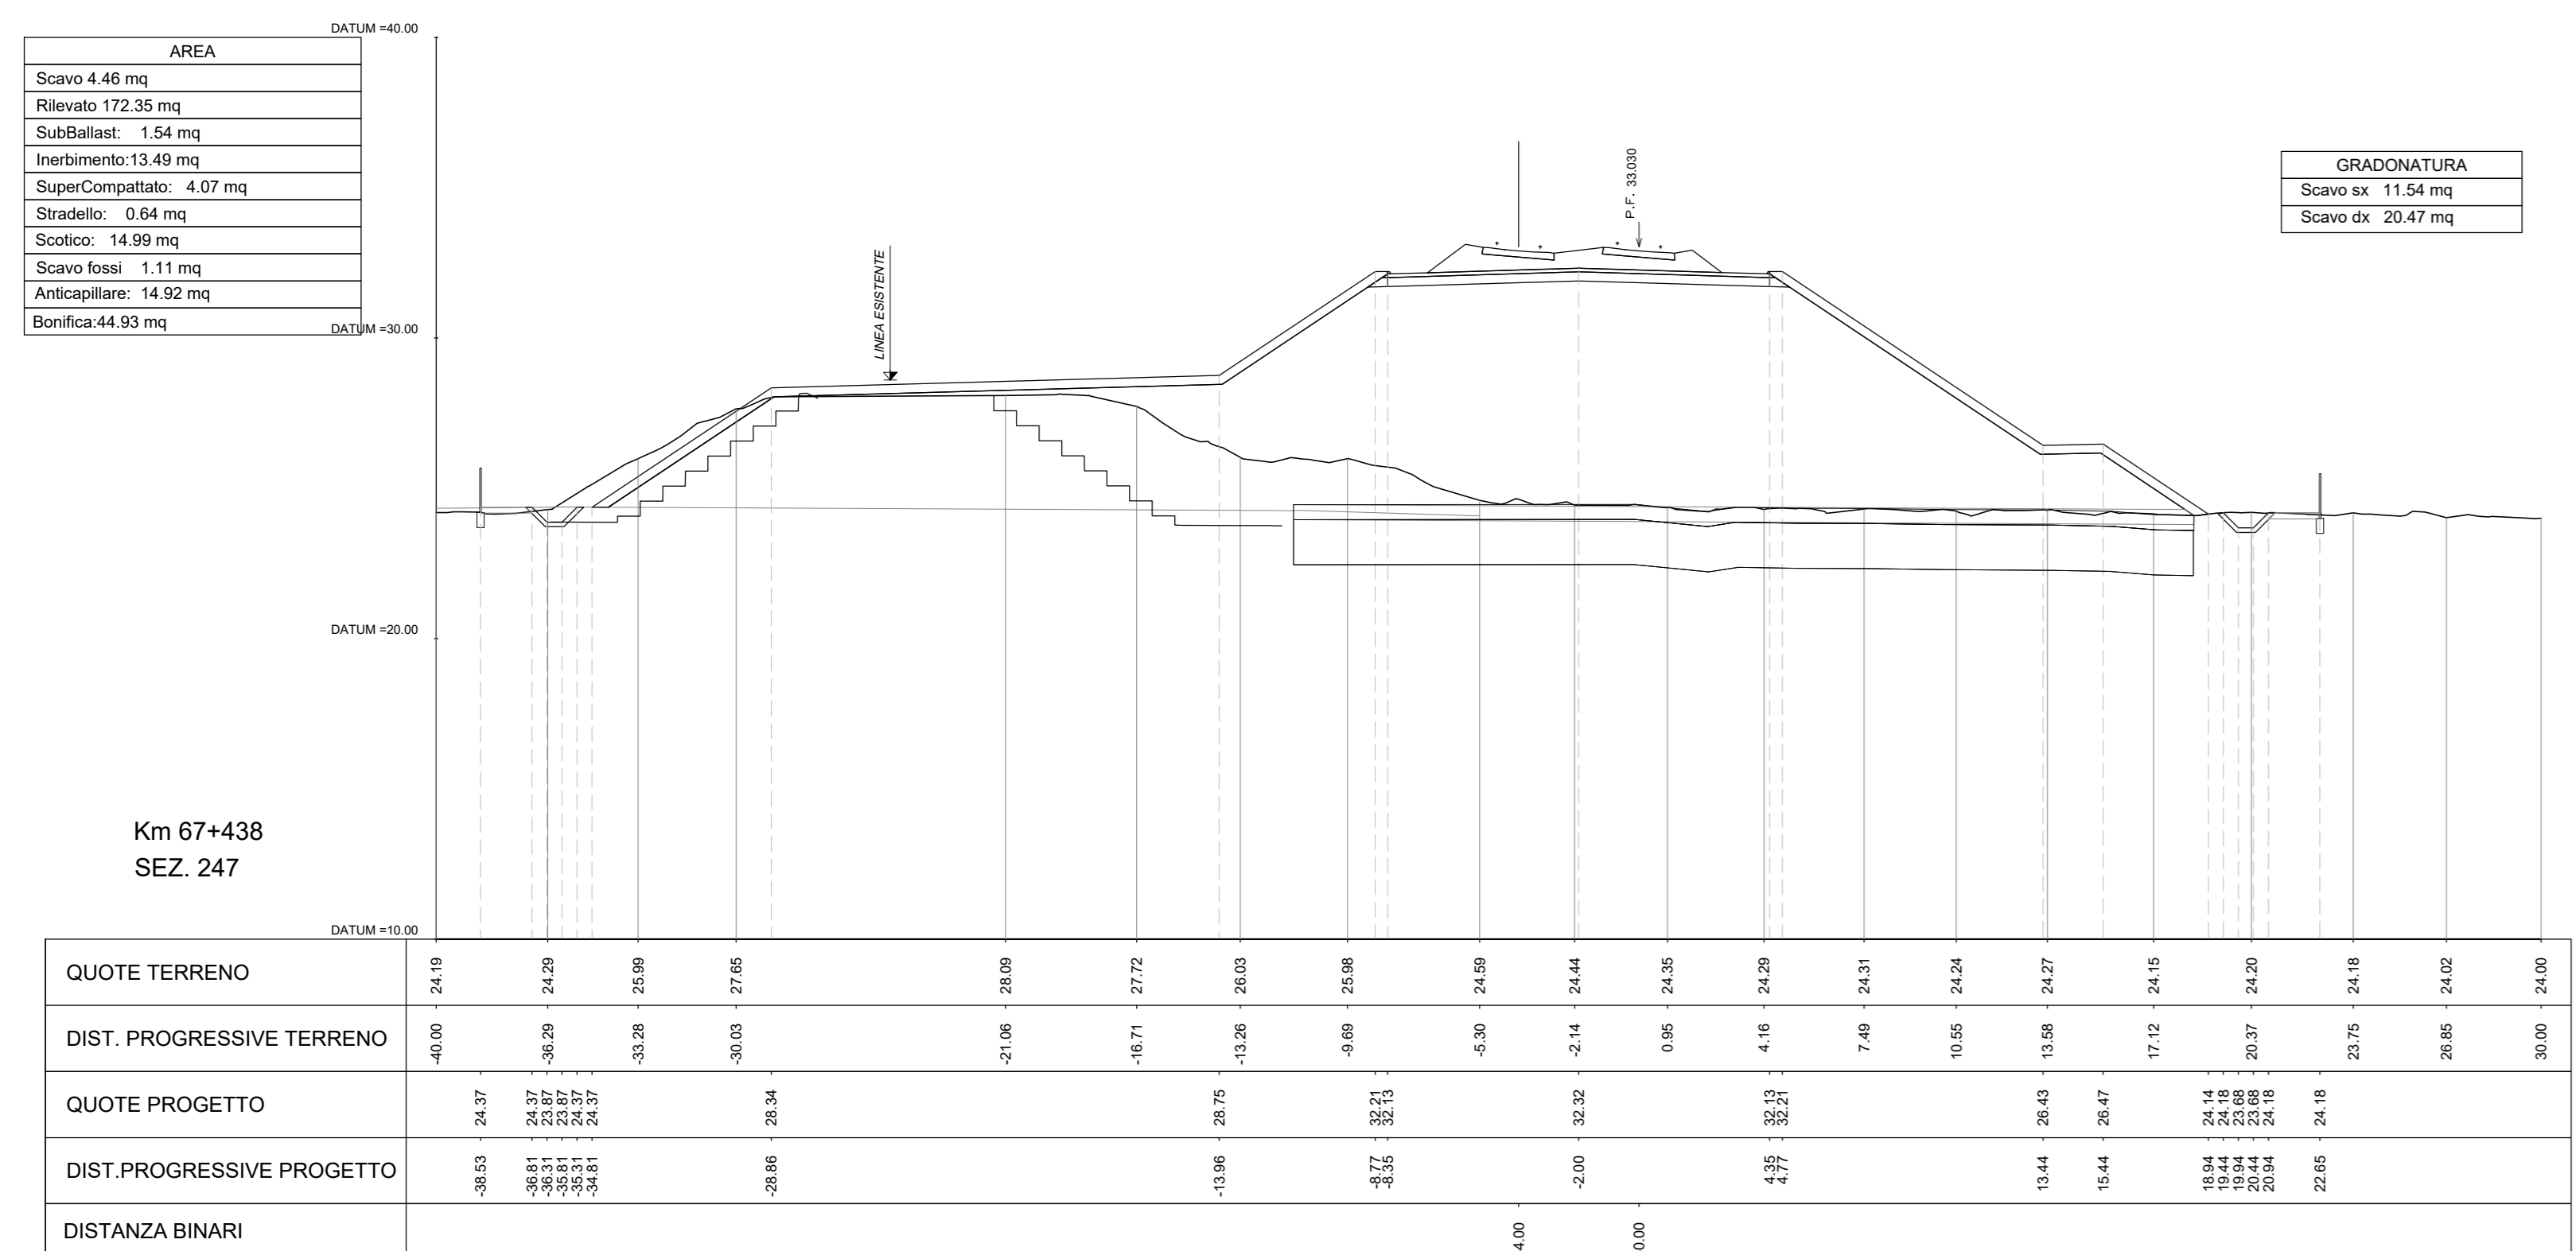 DATUM =40.00
AREA
Scavo 4.46 mq
Rilevato 172.35 mq
SubBallast: 1.54 mq
Inerbimento:13.49 mq
SuperCompattato: 4.07 mq
Stradello: 0.64 mq
Scotico: 14.99 mq
Scavo fossi 1.11 mq
Anticapillare: 14.92 mq
Bonifica:44.93 mq
DATUM =30.00
LINEA ESISTENTE
P.F. 33.030
GRADONATURA
Scavo sx 11.54 mq
Scavo dx 20.47 mq
DATUM =20.00
Km 67+438
SEZ. 247
DATUM =10.00
QUOTE TERRENO 24.19 24.29 25.99 27.65 28.09 27.72 26.03 25.98 24.59 24.44 24.35 24.29 24.31 24.24 24.27 24.15 24.20 24.18 24.02 24.00
DIST. PROGRESSIVE TERRENO -40.00 -36.29 -33.28 -30.03 -21.06 -16.71 -13.26 -9.69 -5.30 -2.14 0.95 4.16 7.49 10.55 13.58 17.12 20.37 23.75 26.85 30.00
QUOTE PROGETTO 24.37 24.37 23.87 23.87 24.37 24.37 28.34 28.75 32.21 32.13 32.32 32.13 32.21 26.43 26.47 24.14 24.18 23.68 23.68 24.18 24.18
DIST.PROGRESSIVE PROGETTO -38.53 -36.81 -36.31 -35.81 -35.31 -34.81 -28.86 -13.96 -8.77 -8.35 -2.00 4.35 4.77 13.44 15.44 18.94 19.44 19.94 20.44 20.94 22.65
DISTANZA BINARI 4.00 0.00